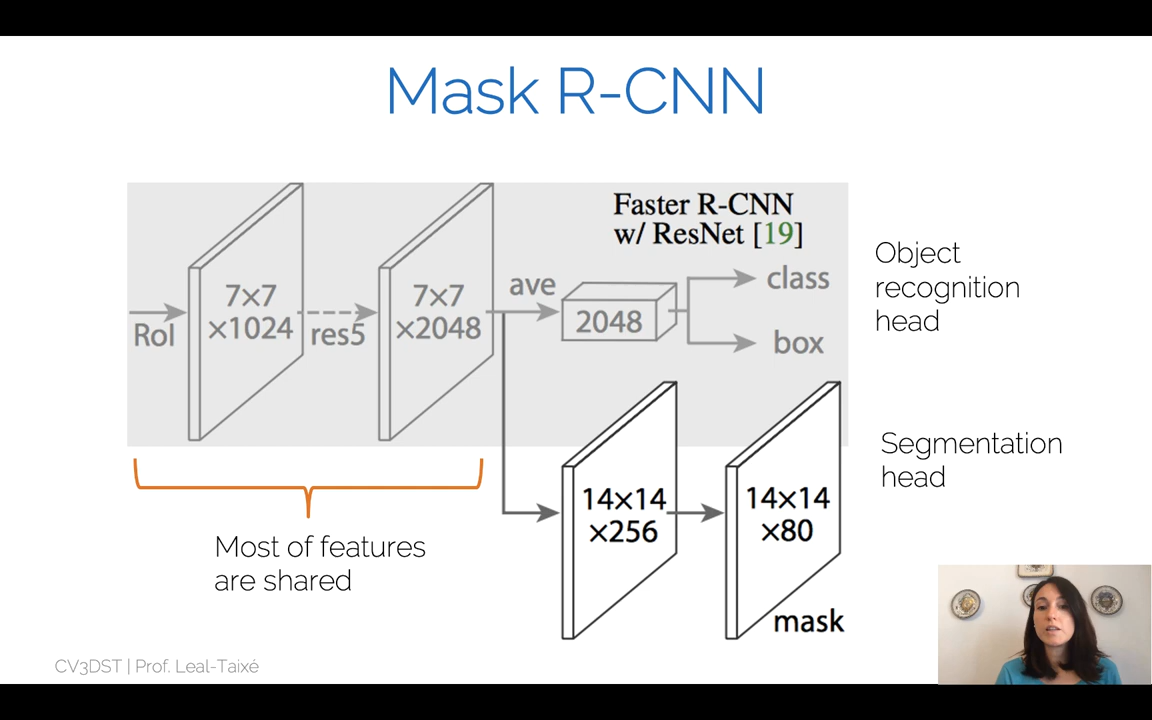 Mask R-CNN
Faster R-CNN
w/ ResNet [19]
RoI
7×7
×1024
res5
7×7
×2048
ave
2048
class
box
Object
recognition
head
14×14
×256
14×14
×80
mask
Segmentation
head
Most of features
are shared
CV3DST | Prof. Leal-Taixé